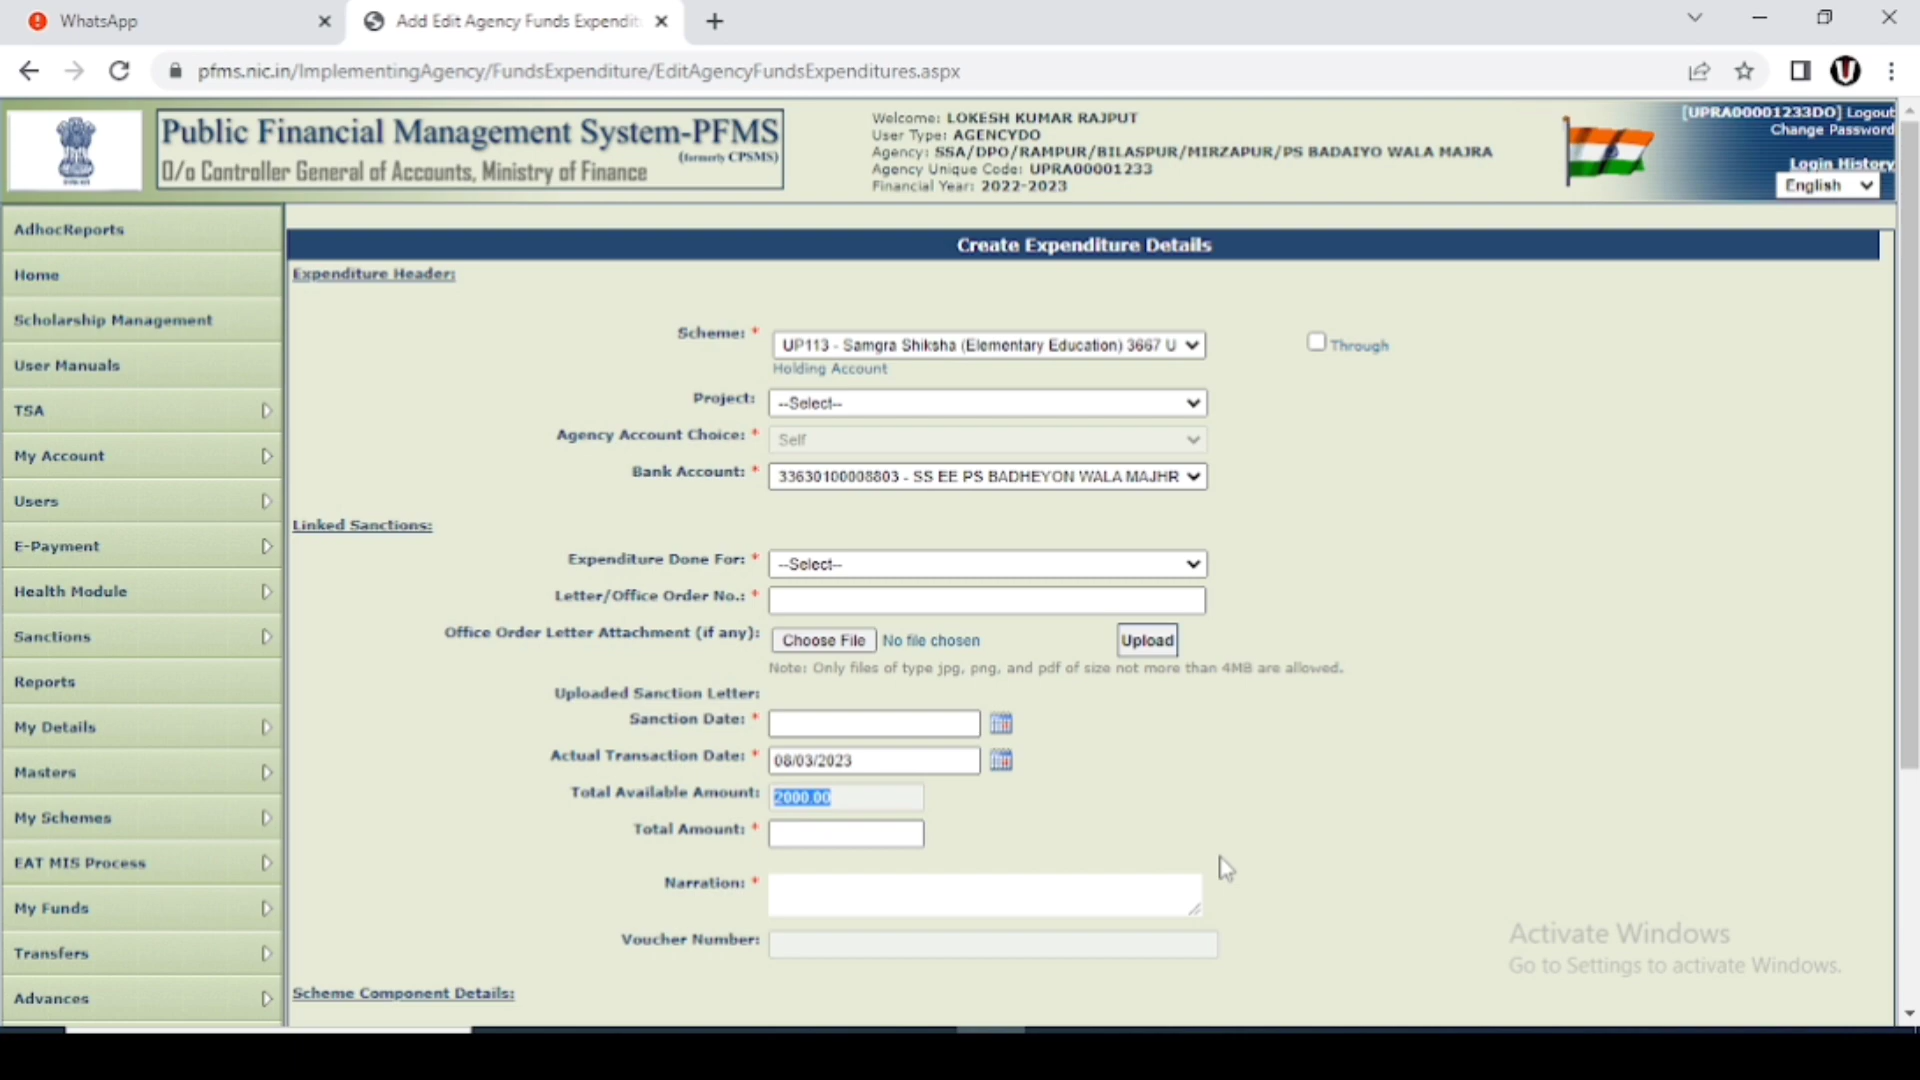 WhatsApp
Add Edit Agency Funds Expendit
pfms.nic.in/ImplementingAgency/FundsExpenditure/EditAgencyFundsExpenditures.aspx
Public Financial Management System-PFMS
(formerly CPSMS)
O/o Controller General of Accounts, Ministry of Finance
Welcome: LOKESH KUMAR RAJPUT
User Type: AGENCYDO
Agency: SSA/DPO/RAMPUR/BILASPUR/MIRZAPUR/PS BADAIYO WALA MAJRA
Agency Unique Code: UPRA00001233
Financial Year: 2022-2023
[UPRA00001233DO] Logout
Change Password
Login History
English
AdhocReports
Home
Scholarship Management
User Manuals
TSA
My Account
Users
E-Payment
Health Module
Sanctions
Reports
My Details
Masters
My Schemes
EAT MIS Process
My Funds
Transfers
Advances
Create Expenditure Details
Expenditure Header:
Scheme: * UP113 - Samgra Shiksha (Elementary Education) 3667 U
Through
Holding Account
Project: --Select--
Agency Account Choice: * Self
Bank Account: * 33630100008803 - SS EE PS BADHEYON WALA MAJHR
Linked Sanctions:
Expenditure Done For: * --Select--
Letter/Office Order No.: *
Office Order Letter Attachment (if any): Choose File No file chosen Upload
Note: Only files of type jpg, png, and pdf of size not more than 4MB are allowed.
Uploaded Sanction Letter:
Sanction Date: *
Actual Transaction Date: * 08/03/2023
Total Available Amount: 2000.00
Total Amount: *
Narration: *
Voucher Number:
Scheme Component Details:
Activate Windows
Go to Settings to activate Windows.